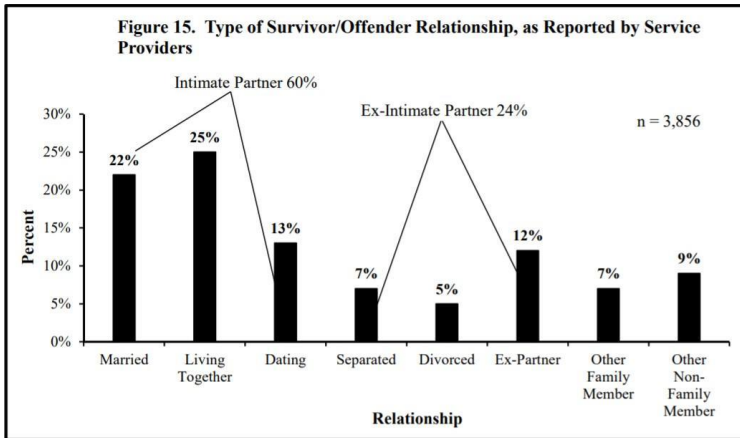 Figure 15. Type of Survivor/Offender Relationship, as Reported by Service
Providers
Intimate Partner 60%
Ex-Intimate Partner 24%
n = 3,856
30%
25%
20%
15%
10%
5%
0%
Percent
22%
25%
13%
7%
5%
12%
7%
9%
Married
Living
Together
Dating
Separated
Divorced
Ex-Partner
Other
Family
Member
Other
Non-
Family
Member
Relationship